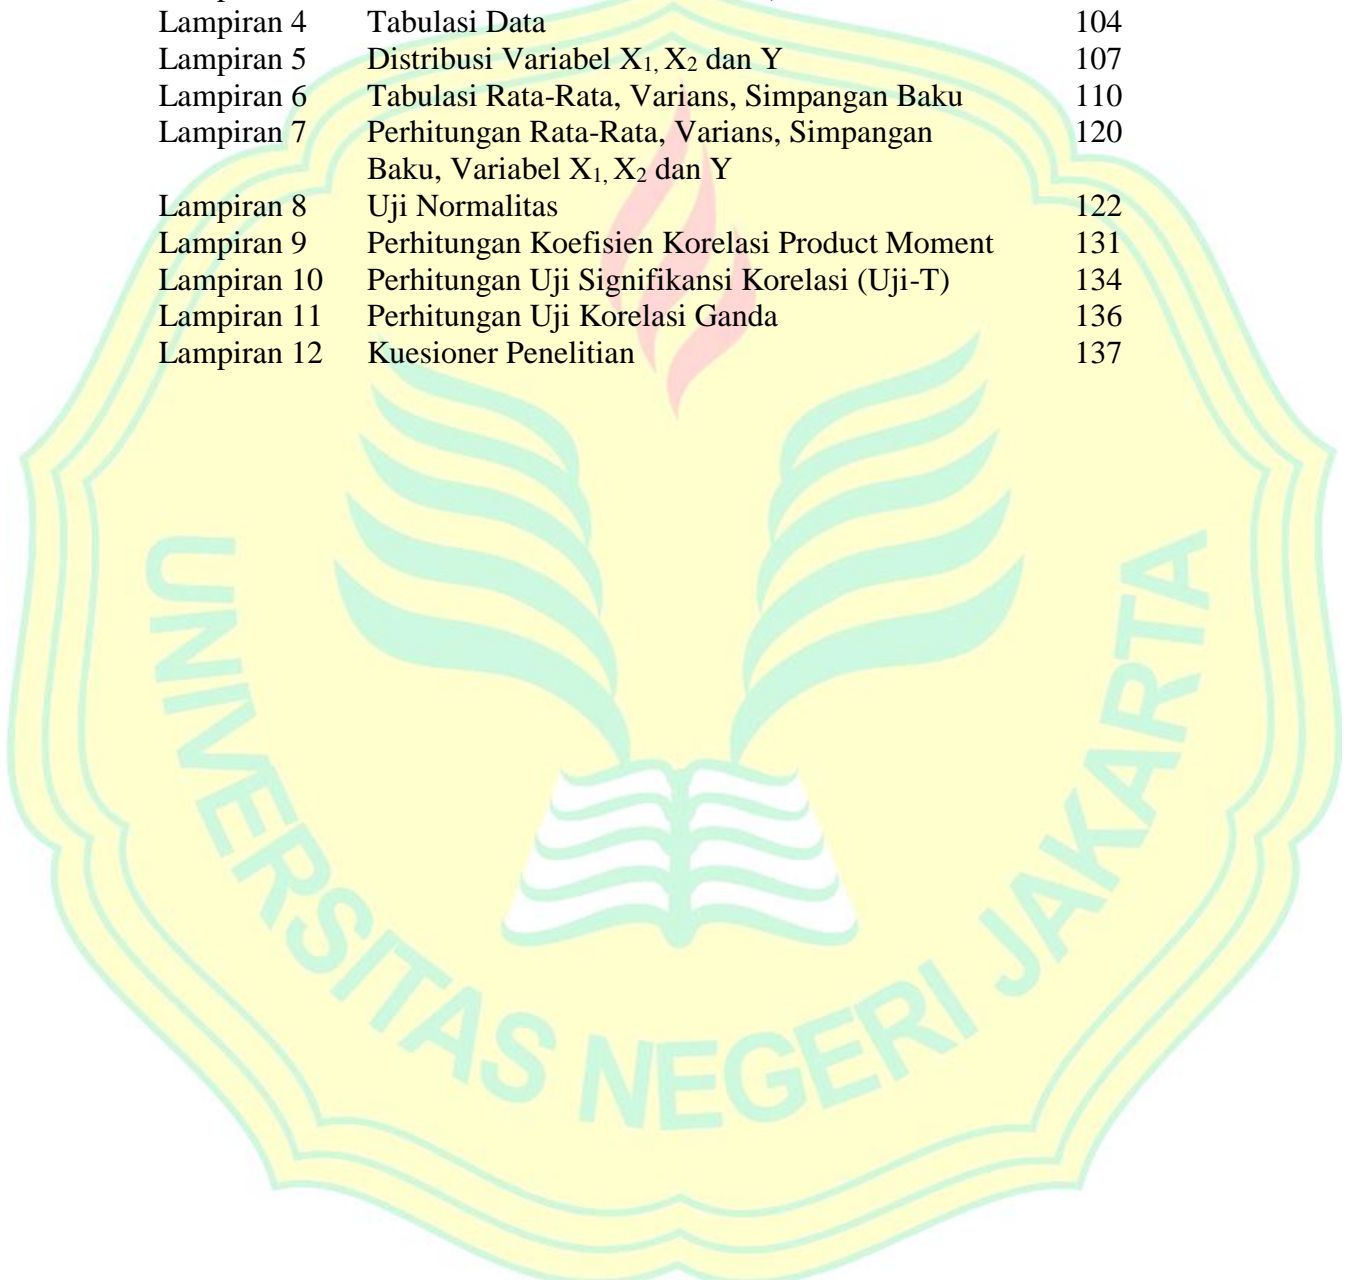 Lampiran 4 Tabulasi Data 104
Lampiran 5 Distribusi Variabel X₁, X₂ dan Y 107
Lampiran 6 Tabulasi Rata-Rata, Varians, Simpangan Baku 110
Lampiran 7 Perhitungan Rata-Rata, Varians, Simpangan 120
Baku, Variabel X₁, X₂ dan Y
Lampiran 8 Uji Normalitas 122
Lampiran 9 Perhitungan Koefisien Korelasi Product Moment 131
Lampiran 10 Perhitungan Uji Signifikansi Korelasi (Uji-T) 134
Lampiran 11 Perhitungan Uji Korelasi Ganda 136
Lampiran 12 Kuesioner Penelitian 137
UNIVERSITAS NEGERI JAKARTA